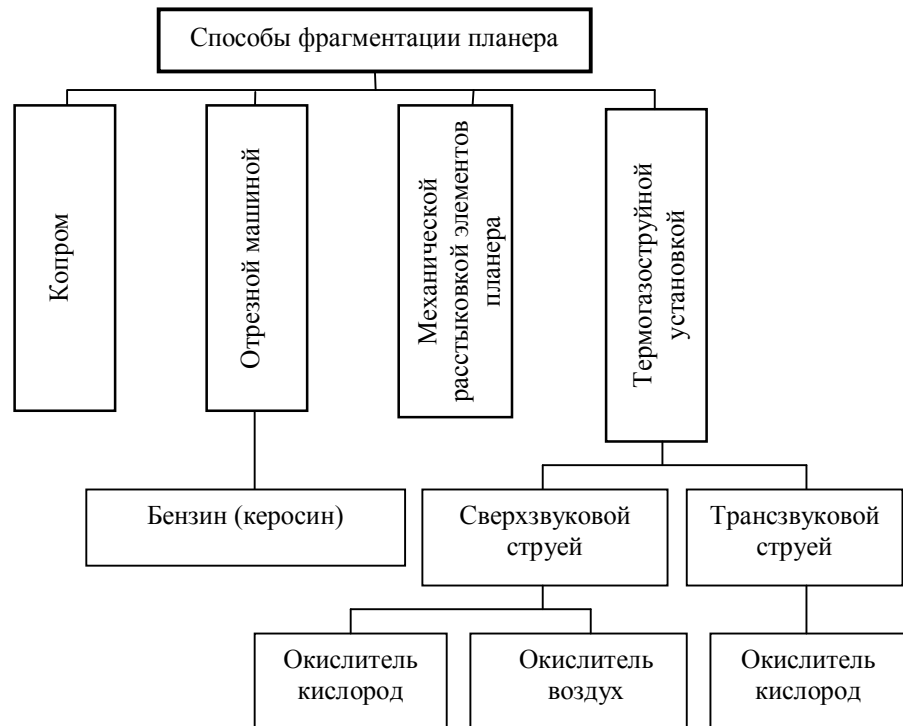 Способы фрагментации планера
Копром
Отрезной машиной
Механической
расстыковкой элементов
планера
Термогазоструйной
установкой
Бензин (керосин)
Сверхзвуковой
струей
Трансзвуковой
струей
Окислитель
кислород
Окислитель
воздух
Окислитель
кислород